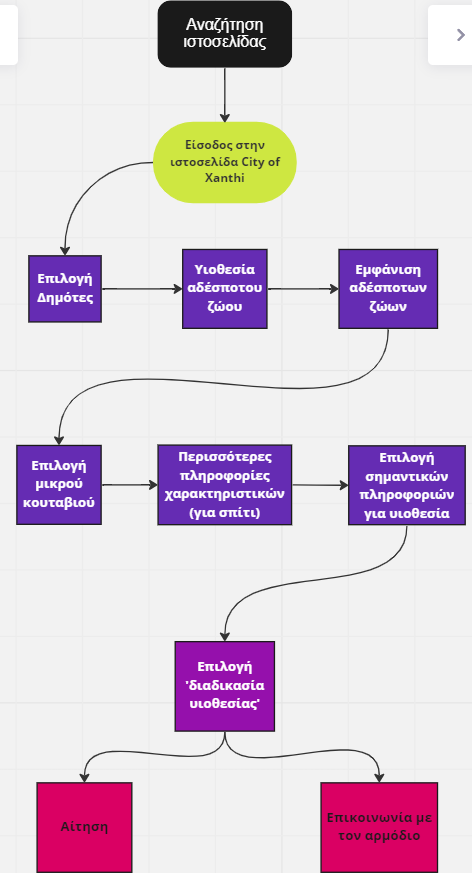 Αναζήτηση
ιστοσελίδας
Είσοδος στην
ιστοσελίδα City of
Xanthi
Επιλογή
Δημότες
Υιοθεσία
αδέσποτου
ζώου
Εμφάνιση
αδέσποτων
ζώων
Επιλογή
μικρού
κουταβιού
Περισσότερες
πληροφορίες
χαρακτηριστικών
(για σπίτι)
Επιλογή
σημαντικών
πληροφοριών
για υιοθεσία
Επιλογή
'διαδικασία
υιοθεσίας'
Αίτηση
Επικοινωνία με
τον αρμόδιο